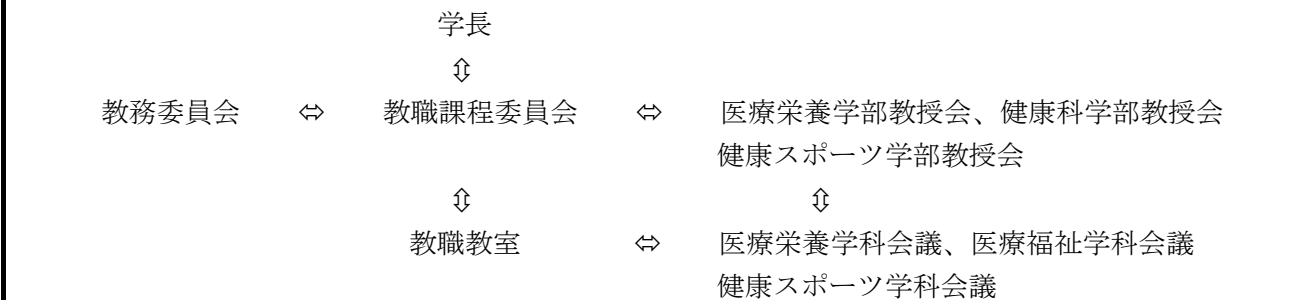 学長
⇕
教務委員会 ⇔ 教職課程委員会 ⇔ 医療栄養学部教授会、健康科学部教授会
健康スポーツ学部教授会
⇕ ⇕
教職教室 ⇔ 医療栄養学科会議、医療福祉学科会議
健康スポーツ学科会議